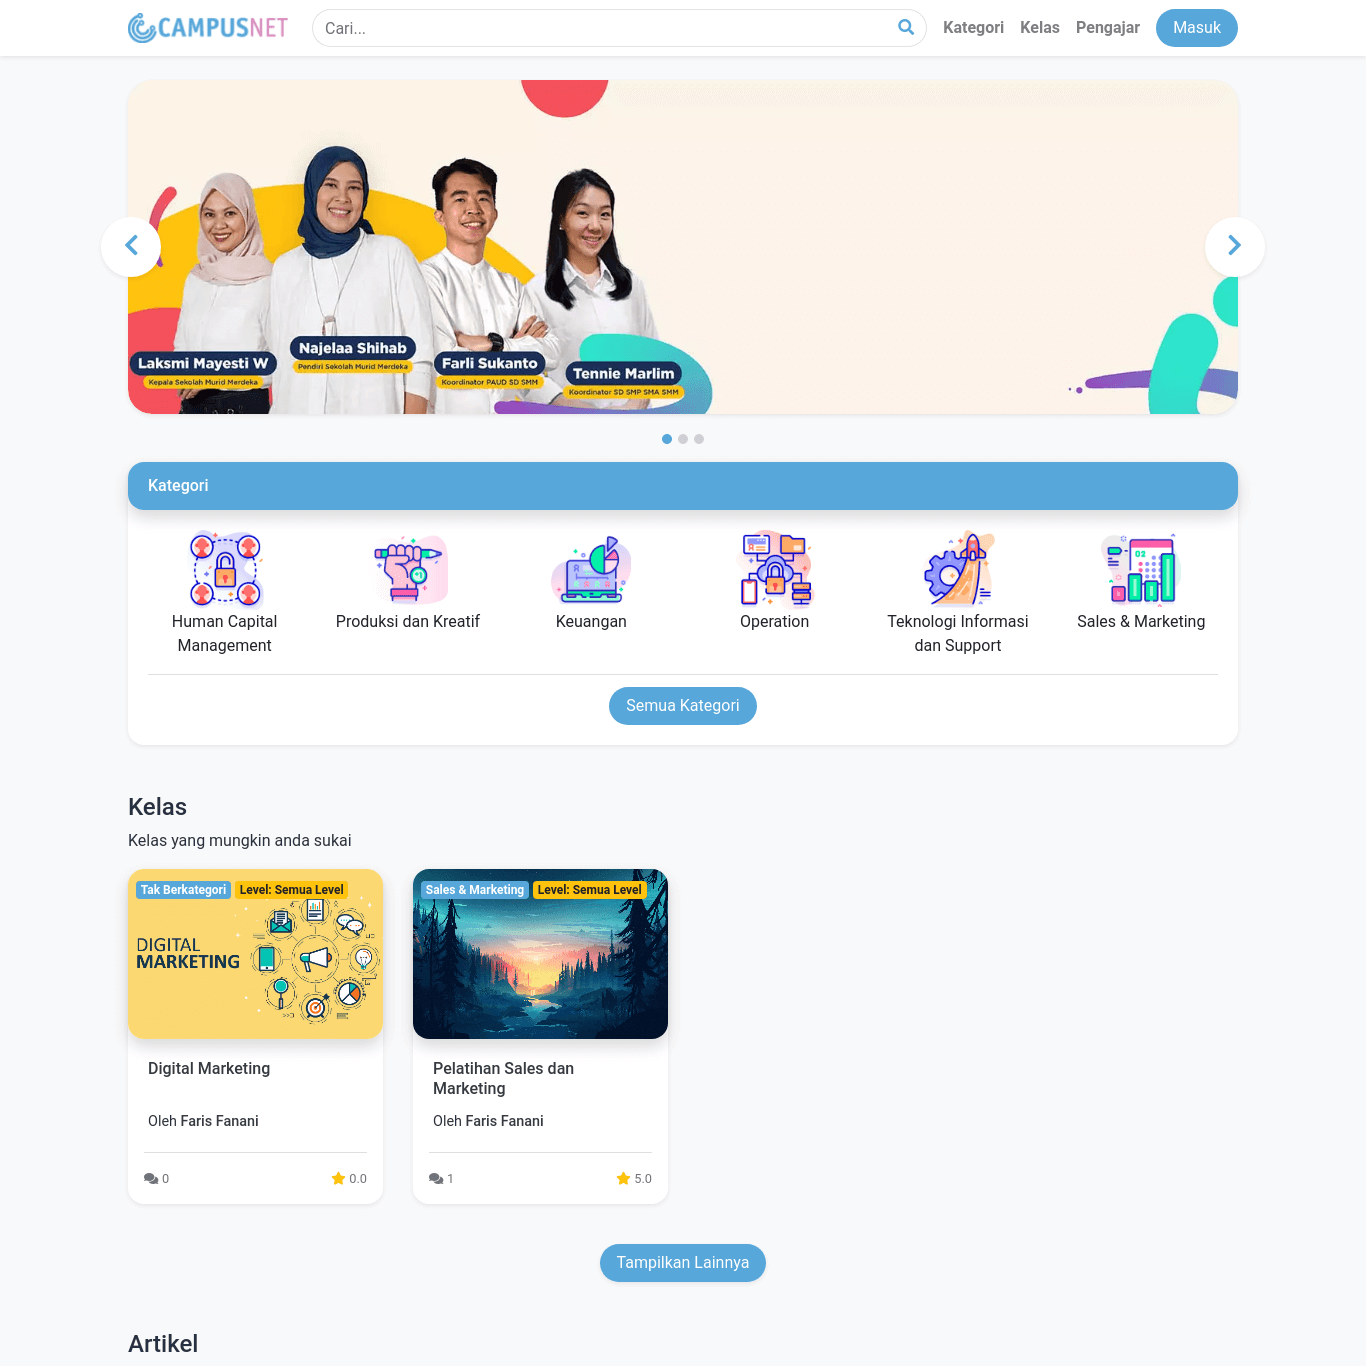 CAMPUSNET
Cari...
Kategori
Kelas
Pengajar
Masuk
Laksmi Mayesti W
Kepala Sekolah Murid Merdeka
Najelaa Shihab
Pendiri Sekolah Murid Merdeka
Farli Sukanto
Koordinator PAUD SD SMM
Tennie Marlim
Koordinator SD SMP SMA SMM
Kategori
Human Capital
Management
Produksi dan Kreatif
Keuangan
Operation
Teknologi Informasi
dan Support
02
Sales & Marketing
Semua Kategori
Kelas
Kelas yang mungkin anda sukai
Tak Berkategori
Level: Semua Level
DIGITAL
MARKETING
Digital Marketing
Oleh Faris Fanani
0
0.0
Sales & Marketing
Level: Semua Level
Pelatihan Sales dan
Marketing
Oleh Faris Fanani
1
5.0
Tampilkan Lainnya
Artikel